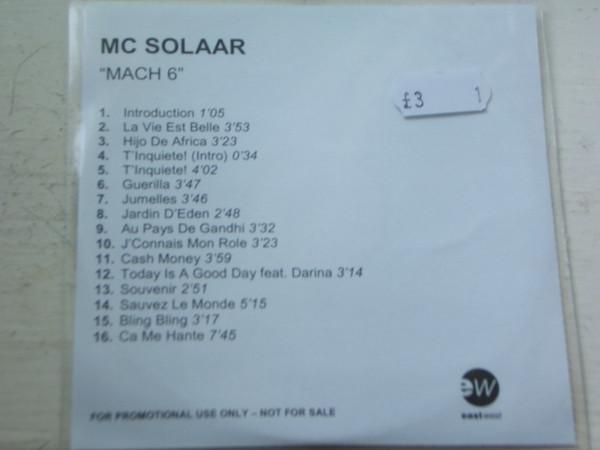 MC SOLAAR
"MACH 6"
£3 1
1. Introduction 1'05
2. La Vie Est Belle 3'53
3. Hijo De Africa 3'23
4. T'Inquiete! (Intro) 0'34
5. T'Inquiete! 4'02
6. Guerilla 3'47
7. Jumelles 3'46
8. Jardin D'Eden 2'48
9. Au Pays De Gandhi 3'32
10. J'Connais Mon Role 3'23
11. Cash Money 3'59
12. Today Is A Good Day feat. Darina 3'14
13. Souvenir 2'51
14. Sauvez Le Monde 5'15
15. Bling Bling 3'17
16. Ca Me Hante 7'45
ew
eastwest
FOR PROMOTIONAL USE ONLY – NOT FOR SALE